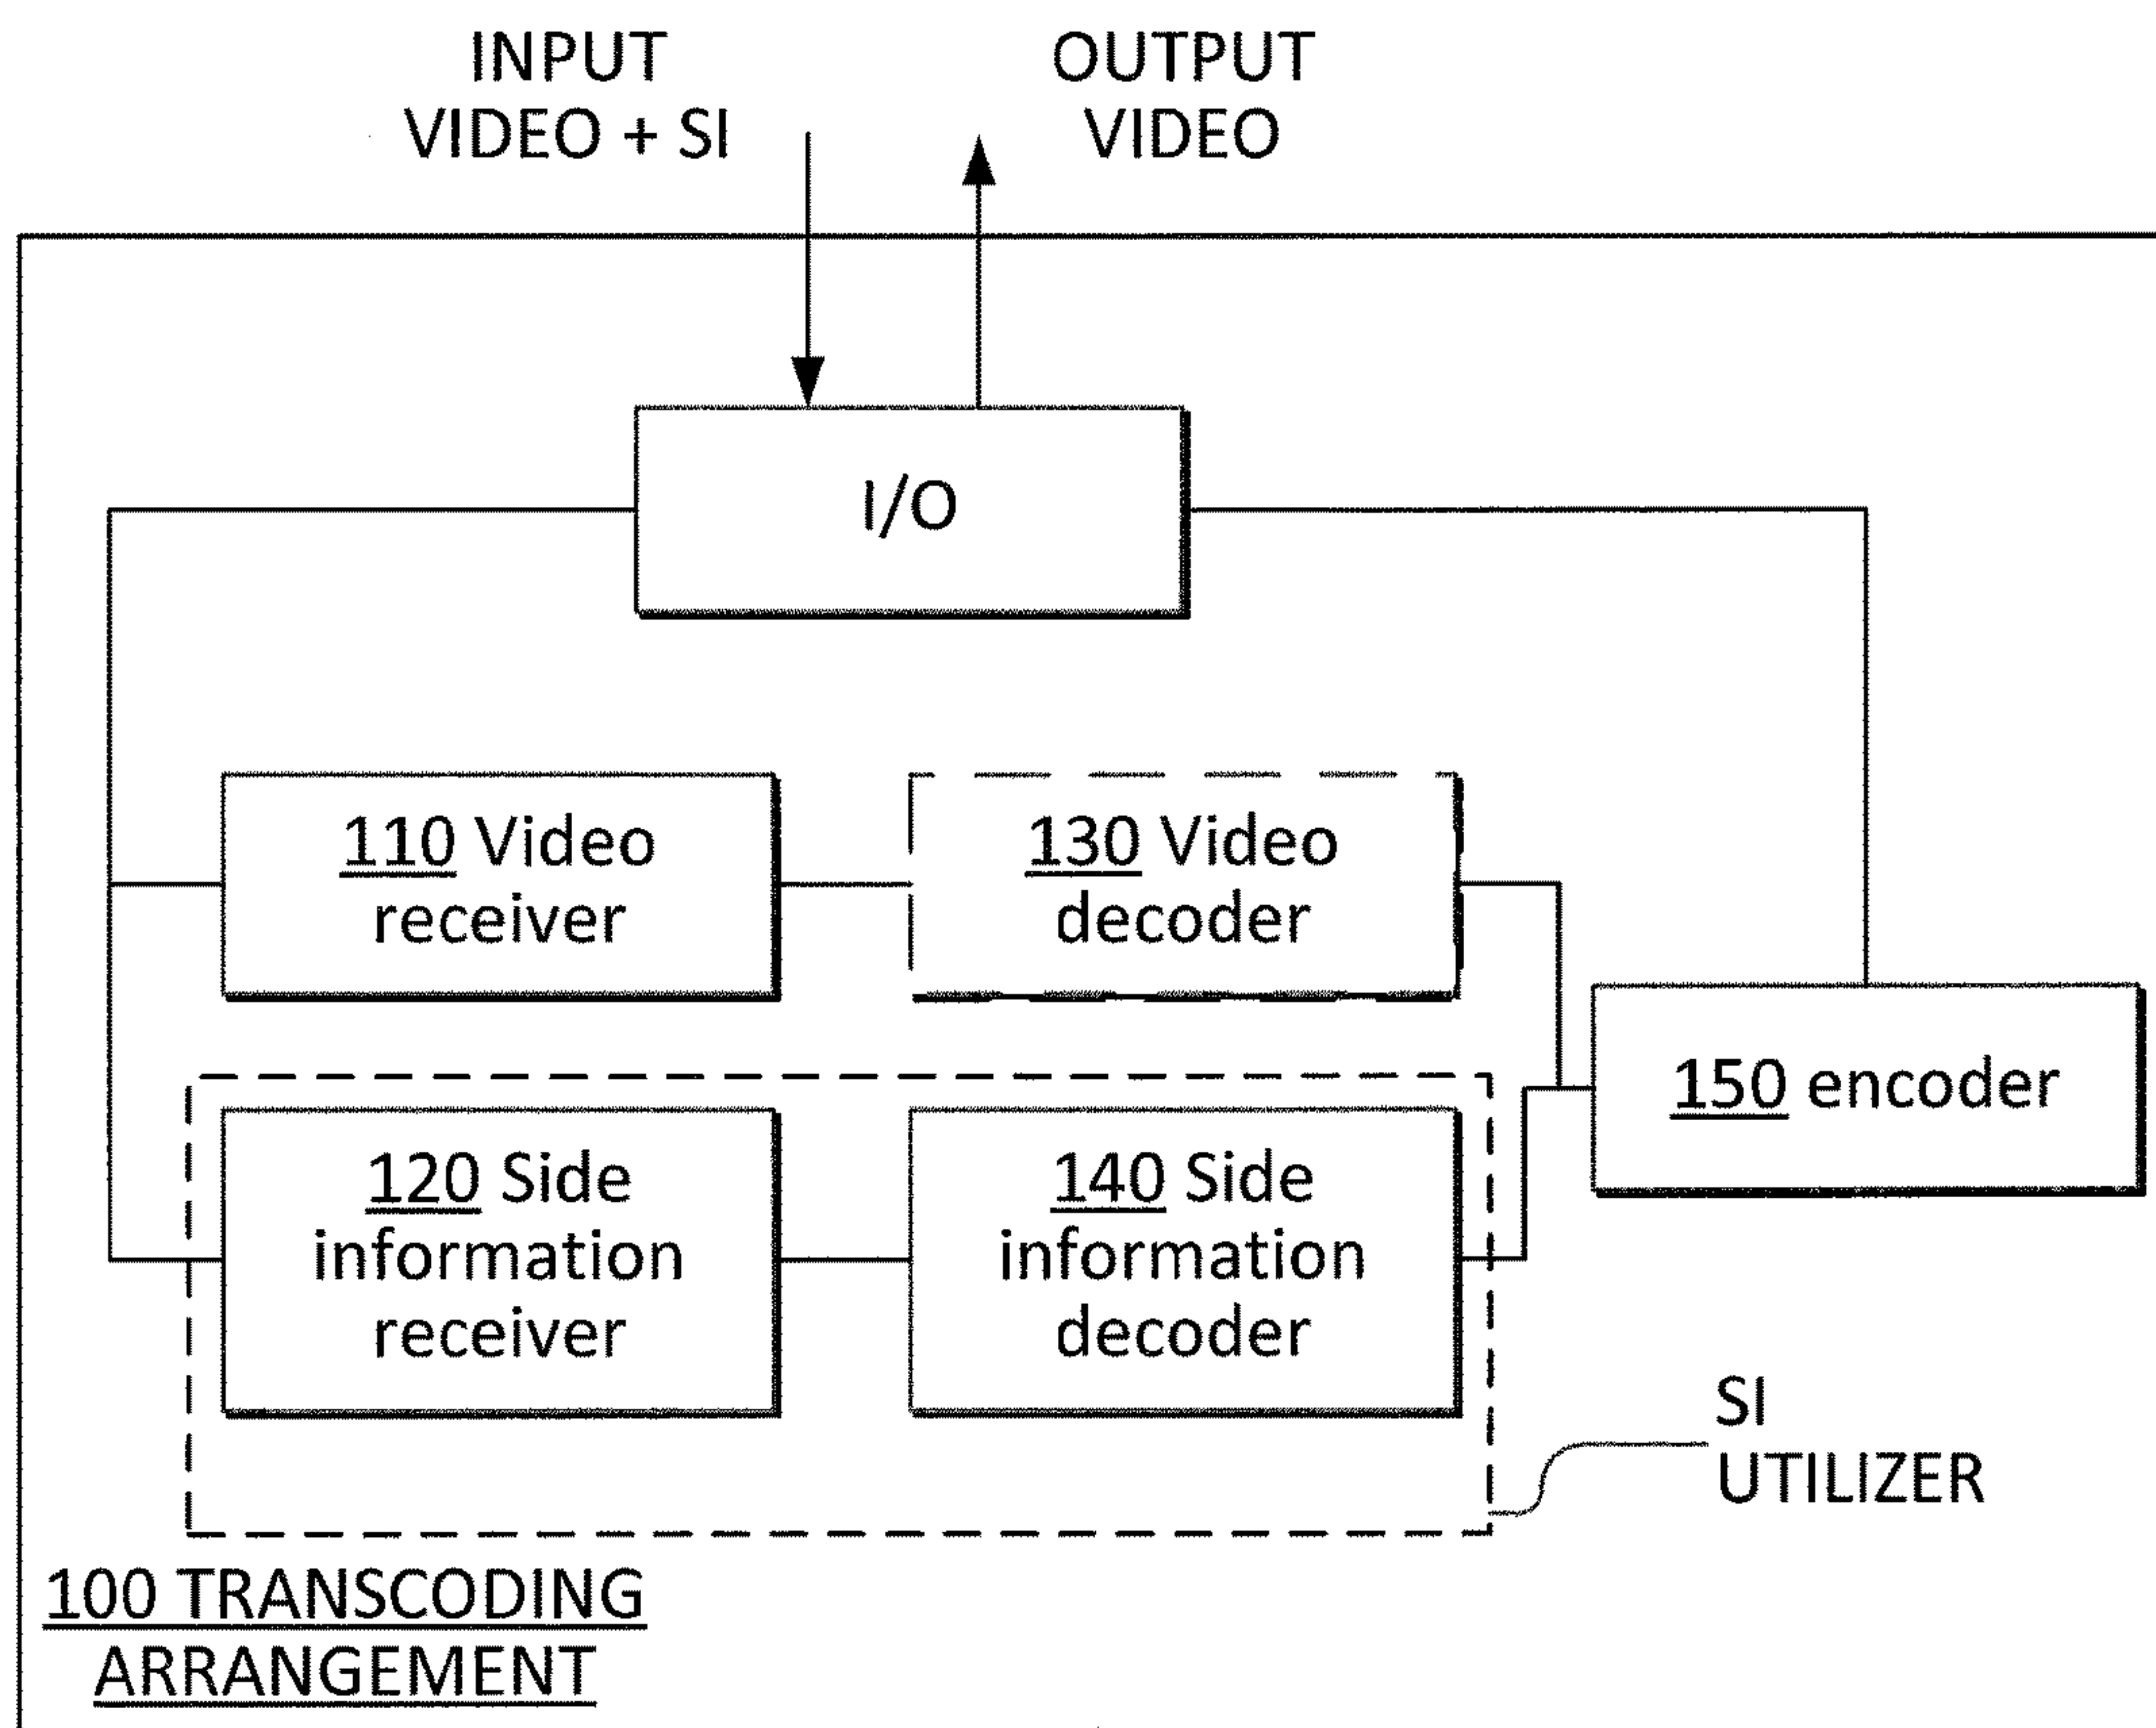 INPUT
VIDEO + SI
OUTPUT
VIDEO
I/O
110 Video
receiver
130 Video
decoder
150 encoder
120 Side
information
receiver
140 Side
information
decoder
SI
UTILIZER
100 TRANSCODING
ARRANGEMENT